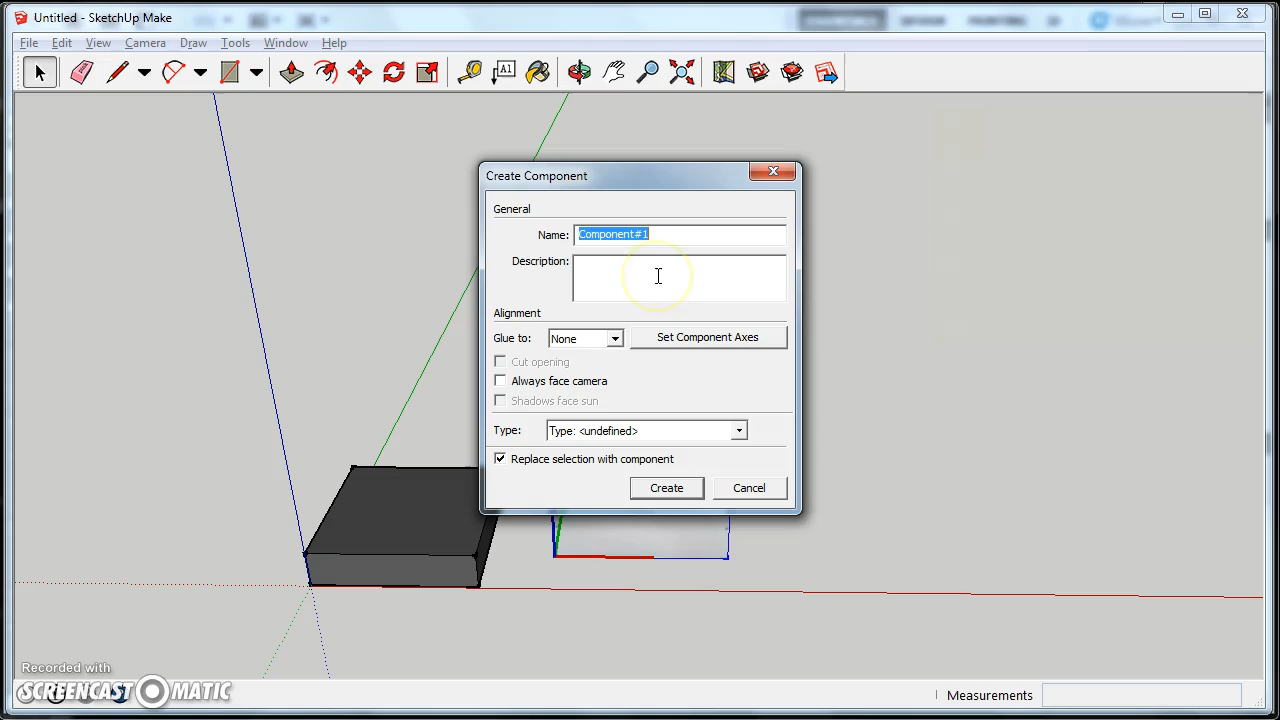 Untitled - SketchUp Make
File Edit View Camera Draw Tools Window Help
A1
Create Component
General
Name: Component#1
Description:
Alignment
Glue to: None Set Component Axes
Cut opening
Always face camera
Shadows face sun
Type: Type: <undefined>
Replace selection with component
Create Cancel
Recorded with
SCREENCAST MATIC
Measurements